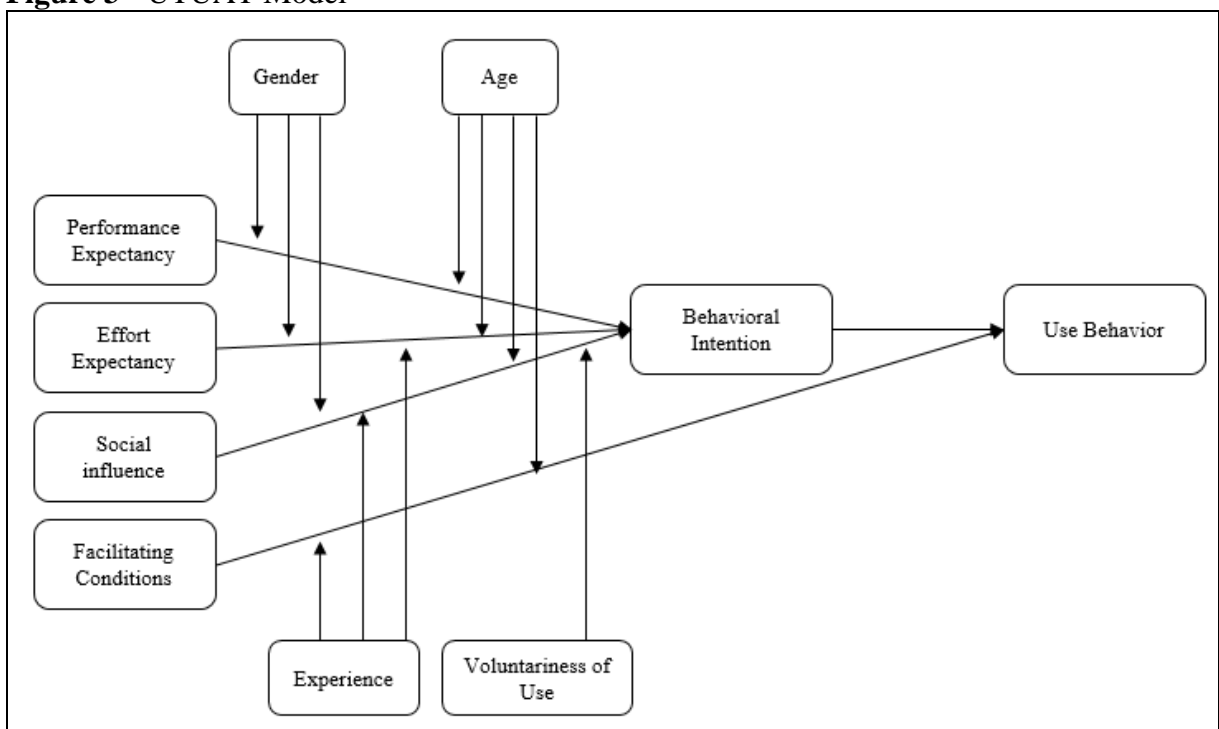 Figure 3 - UTUAT Model
Gender
Age
Performance
Expectancy
Effort
Expectancy
Social
influence
Facilitating
Conditions
Behavioral
Intention
Use Behavior
Experience
Voluntariness of
Use